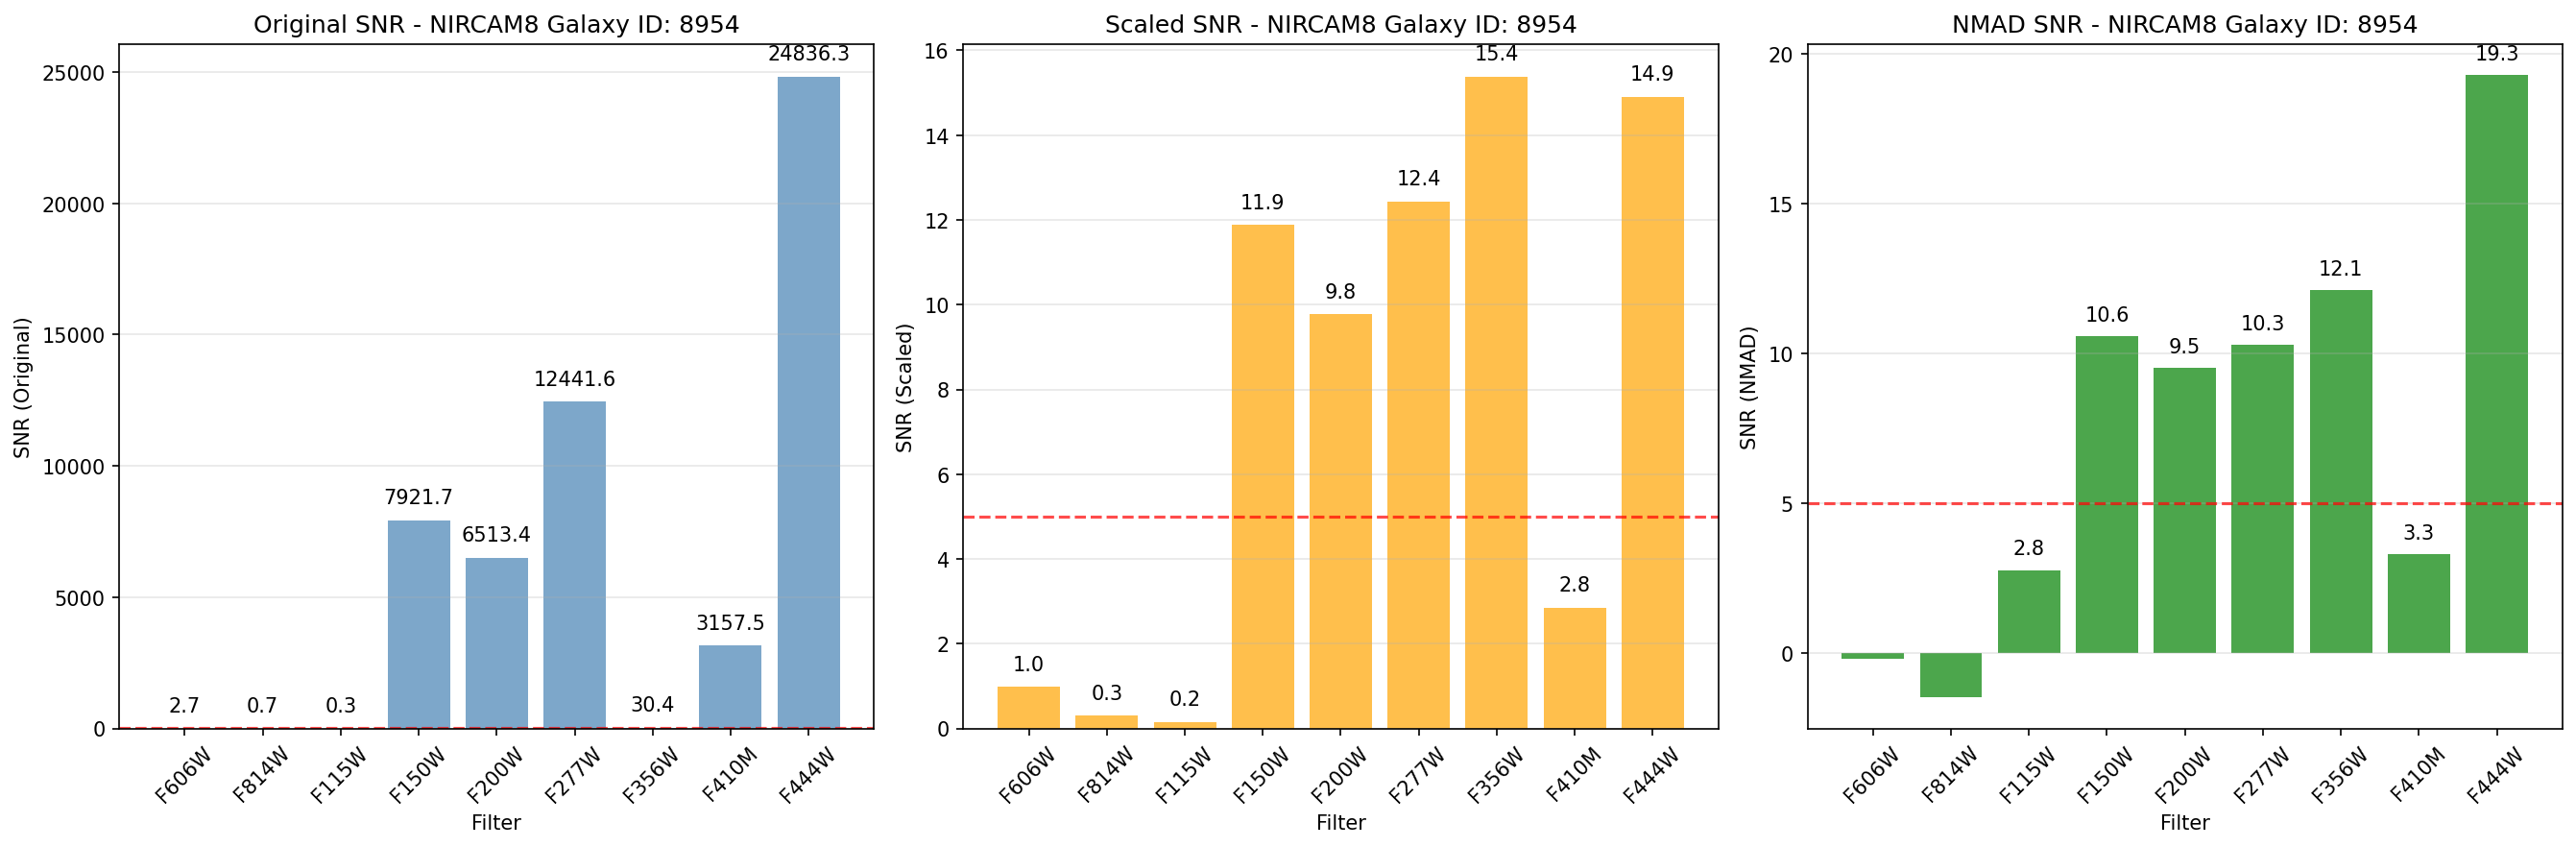 Original SNR - NIRCAM8 Galaxy ID: 8954
SNR (Original)
25000
20000
15000
10000
5000
0
2.7
0.7
0.3
7921.7
6513.4
12441.6
30.4
3157.5
24836.3
F606W
F814W
F115W
F150W
F200W
F277W
F356W
F410M
F444W
Filter
Scaled SNR - NIRCAM8 Galaxy ID: 8954
SNR (Scaled)
16
14
12
10
8
6
4
2
0
1.0
0.3
0.2
11.9
9.8
12.4
15.4
2.8
14.9
F606W
F814W
F115W
F150W
F200W
F277W
F356W
F410M
F444W
Filter
NMAD SNR - NIRCAM8 Galaxy ID: 8954
SNR (NMAD)
20
15
10
5
0
2.8
10.6
9.5
10.3
12.1
3.3
19.3
F606W
F814W
F115W
F150W
F200W
F277W
F356W
F410M
F444W
Filter